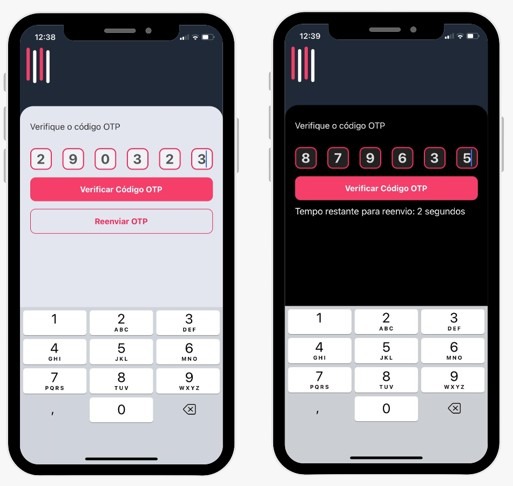 12:38
Verifique o código OTP
2 9 0 3 2 3
Verificar Código OTP
Reenviar OTP
1 2 3
ABC DEF
4 5 6
GHI JKL MNO
7 8 9
PQRS TUV WXYZ
, 0
12:39
Verifique o código OTP
8 7 9 6 3 5
Verificar Código OTP
Tempo restante para reenvio: 2 segundos
1 2 3
ABC DEF
4 5 6
GHI JKL MNO
7 8 9
PQRS TUV WXYZ
, 0